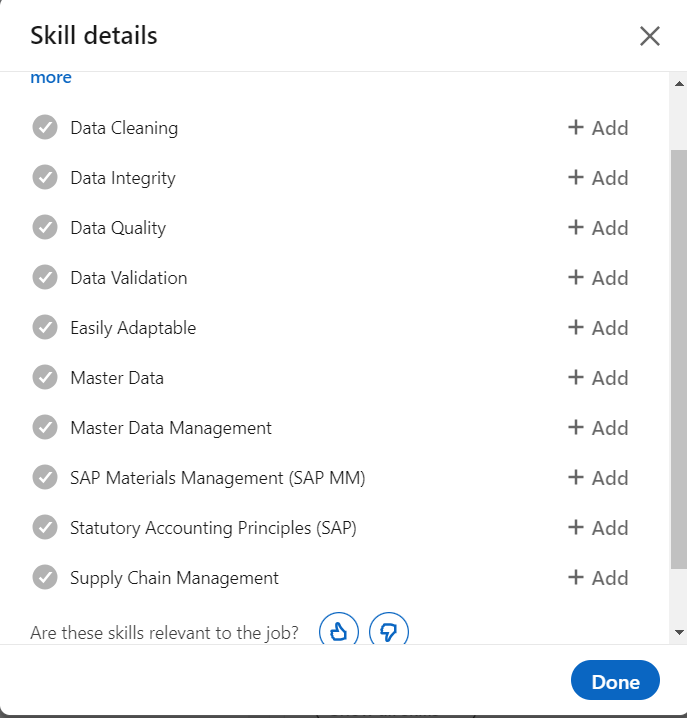 Skill details
more
Data Cleaning + Add
Data Integrity + Add
Data Quality + Add
Data Validation + Add
Easily Adaptable + Add
Master Data + Add
Master Data Management + Add
SAP Materials Management (SAP MM) + Add
Statutory Accounting Principles (SAP) + Add
Supply Chain Management + Add
Are these skills relevant to the job?
Done